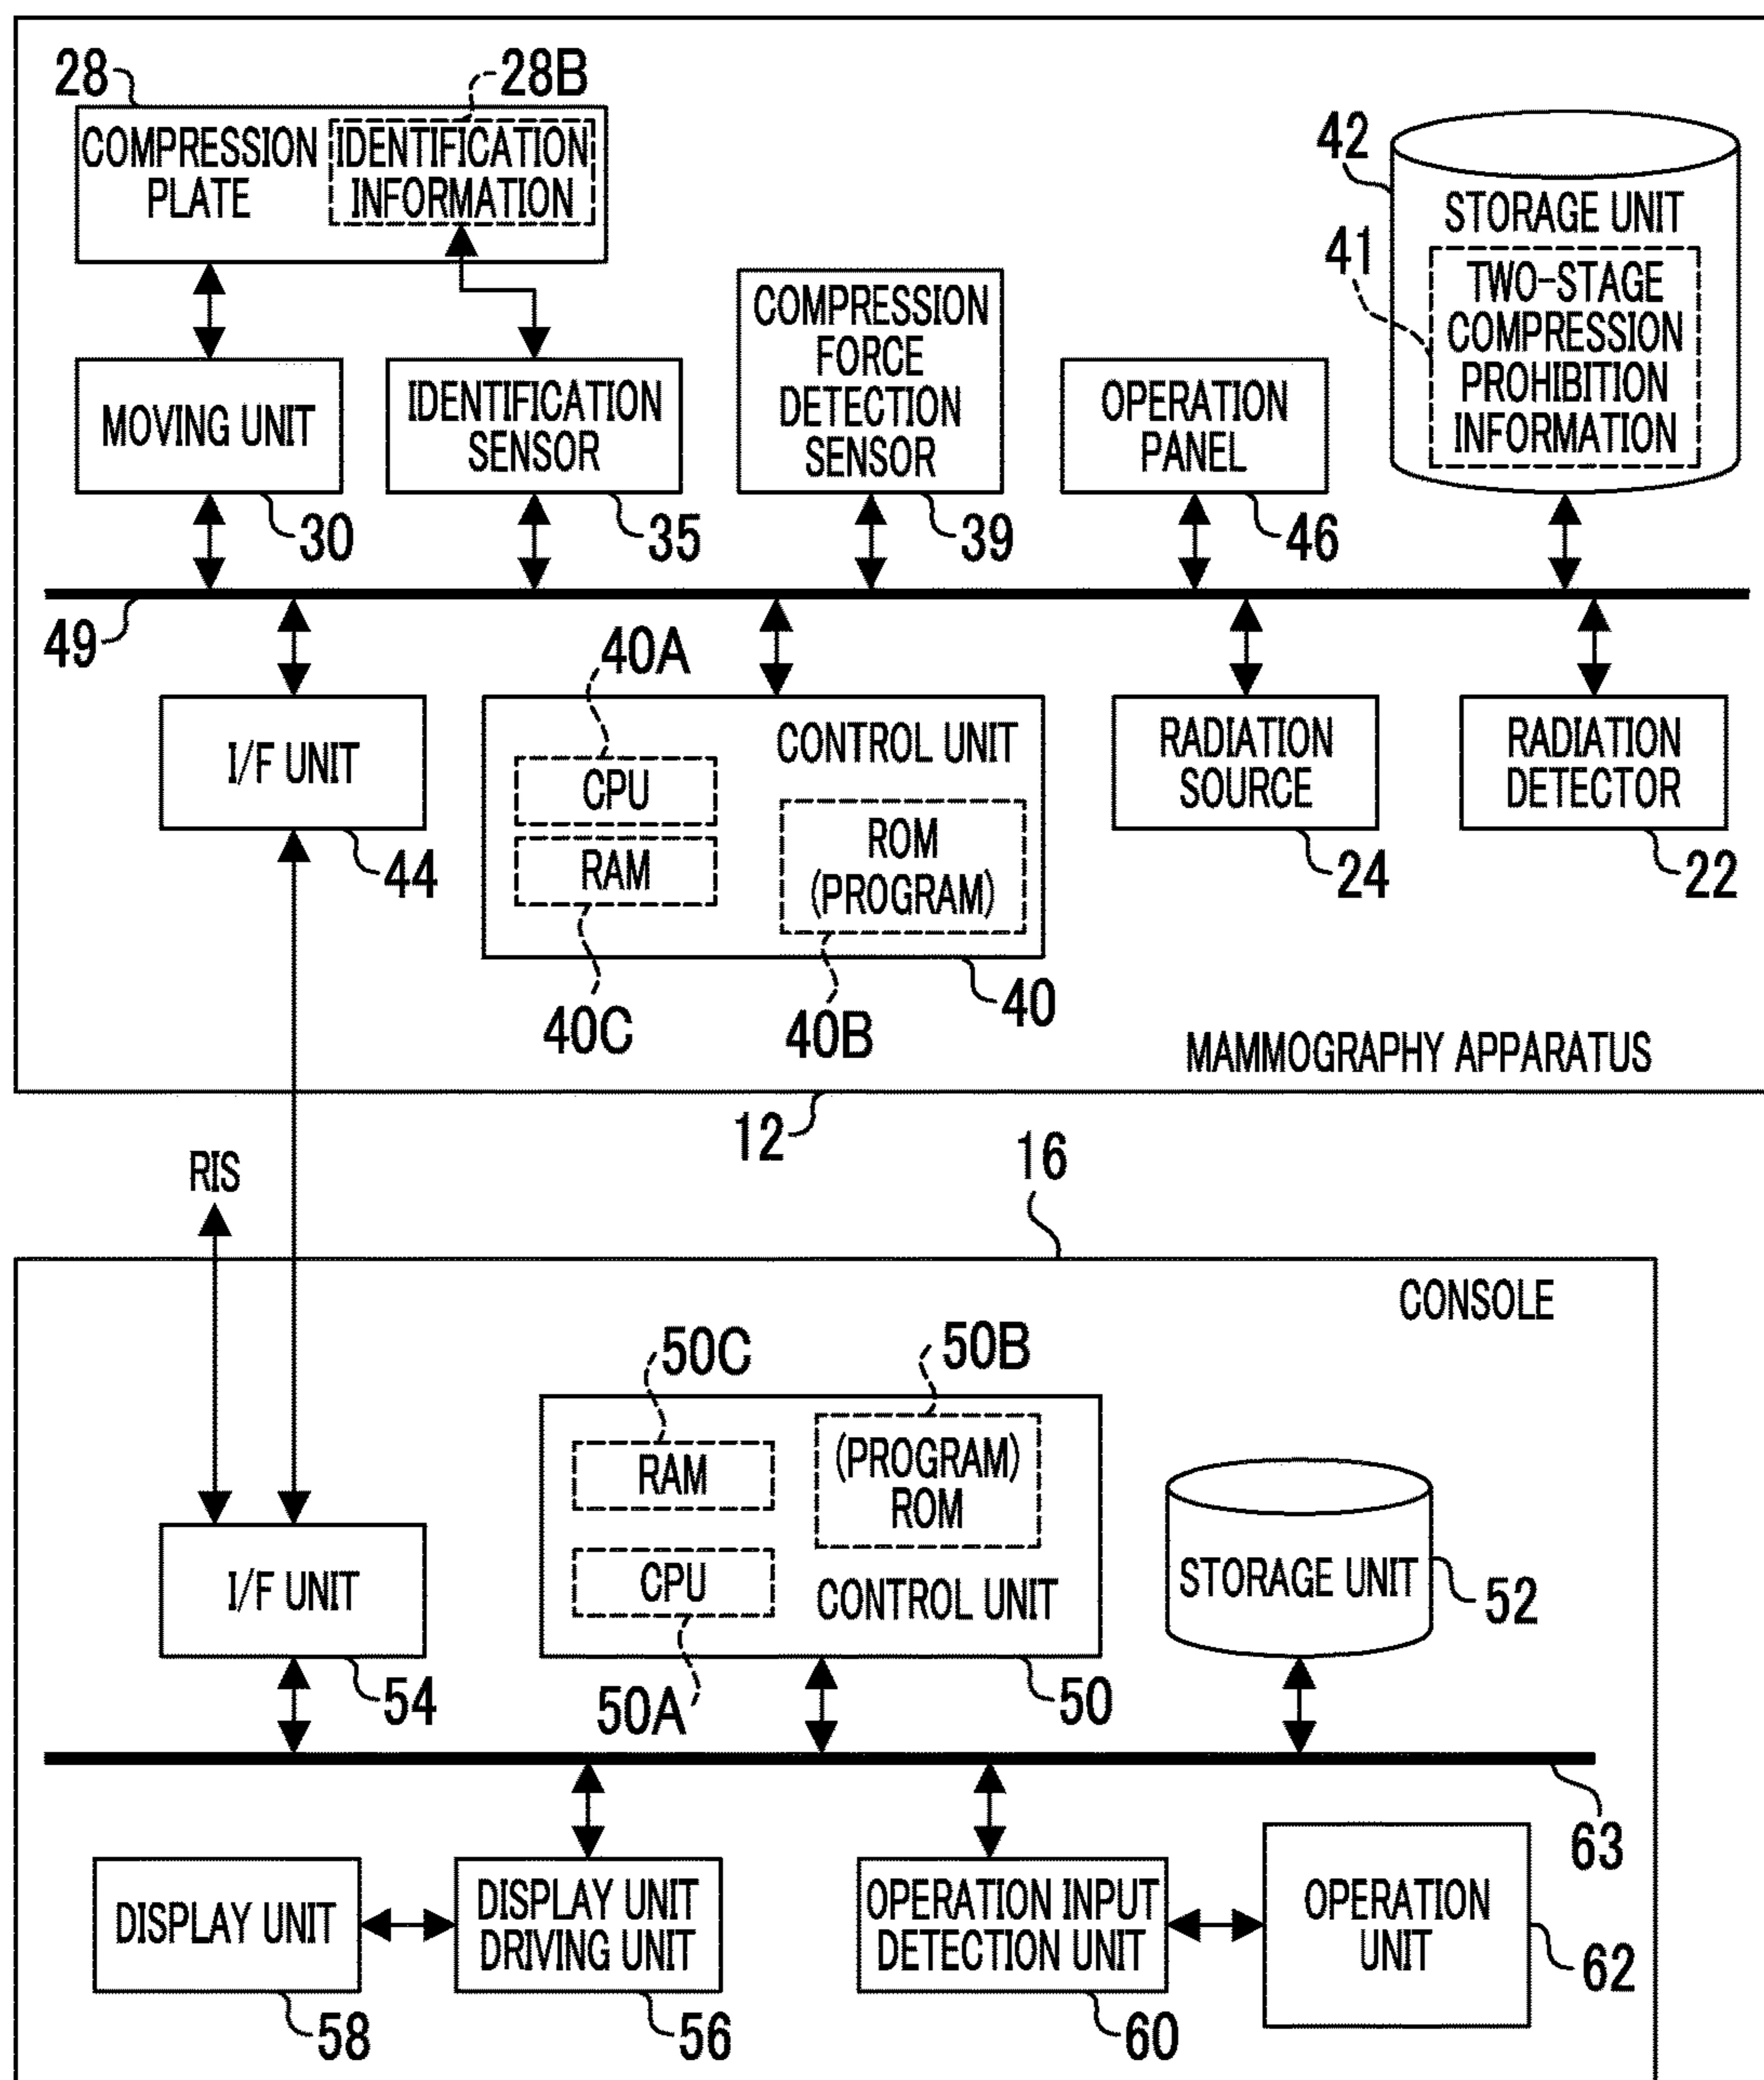 28
28B
COMPRESSION
PLATE
IDENTIFICATION
INFORMATION
42
STORAGE UNIT
41
TWO-STAGE
COMPRESSION
PROHIBITION
INFORMATION
MOVING UNIT
30
IDENTIFICATION
SENSOR
35
COMPRESSION
FORCE
DETECTION
SENSOR
39
OPERATION
PANEL
46
49
I/F UNIT
44
40A
CONTROL UNIT
CPU
RAM
ROM
(PROGRAM)
40C
40B
40
RADIATION
SOURCE
24
RADIATION
DETECTOR
22
MAMMOGRAPHY APPARATUS
12
RIS
16
CONSOLE
50C
50B
RAM
(PROGRAM)
ROM
CPU
CONTROL UNIT
50A
50
I/F UNIT
54
STORAGE UNIT
52
63
DISPLAY UNIT
58
DISPLAY UNIT
DRIVING UNIT
56
OPERATION INPUT
DETECTION UNIT
60
OPERATION
UNIT
62